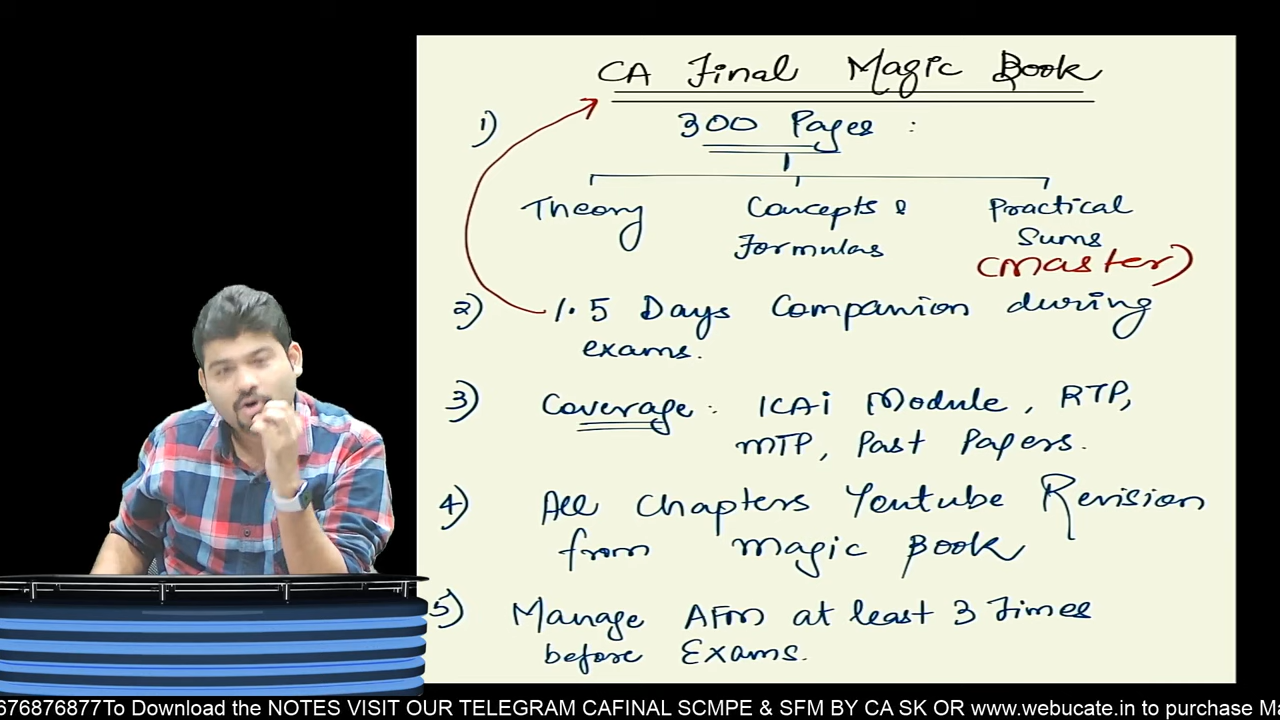 CA Final Magic Book
1) 300 Pages :
Theory Concepts & Practical
Formulas Sums
(Master)
2) 1.5 Days Companion during
exams.
3) Coverage: ICAi Module, RTP,
MTP, Past Papers.
4) All Chapters Youtube Revision
from Magic Book
5) Manage AFM at least 3 Times
before Exams.
676876877To Download the NOTES VISIT OUR TELEGRAM CAFINAL SCMPE & SFM BY CA SK OR www.webucate.in to purchase Ma